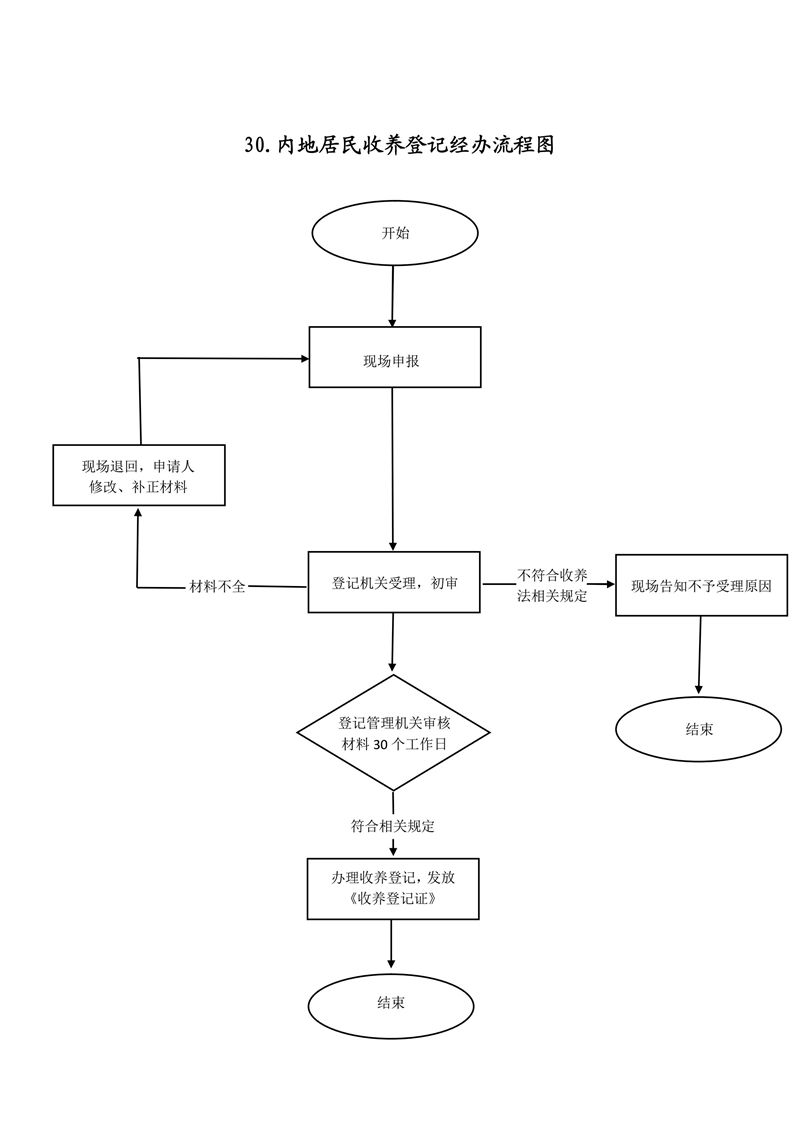 30.内地居民收养登记经办流程图
开始
现场申报
现场退回，申请人
修改、补正材料
材料不全
登记机关受理，初审
不符合收养
法相关规定
现场告知不予受理原因
结束
登记管理机关审核
材料 30 个工作日
符合相关规定
办理收养登记，发放
《收养登记证》
结束